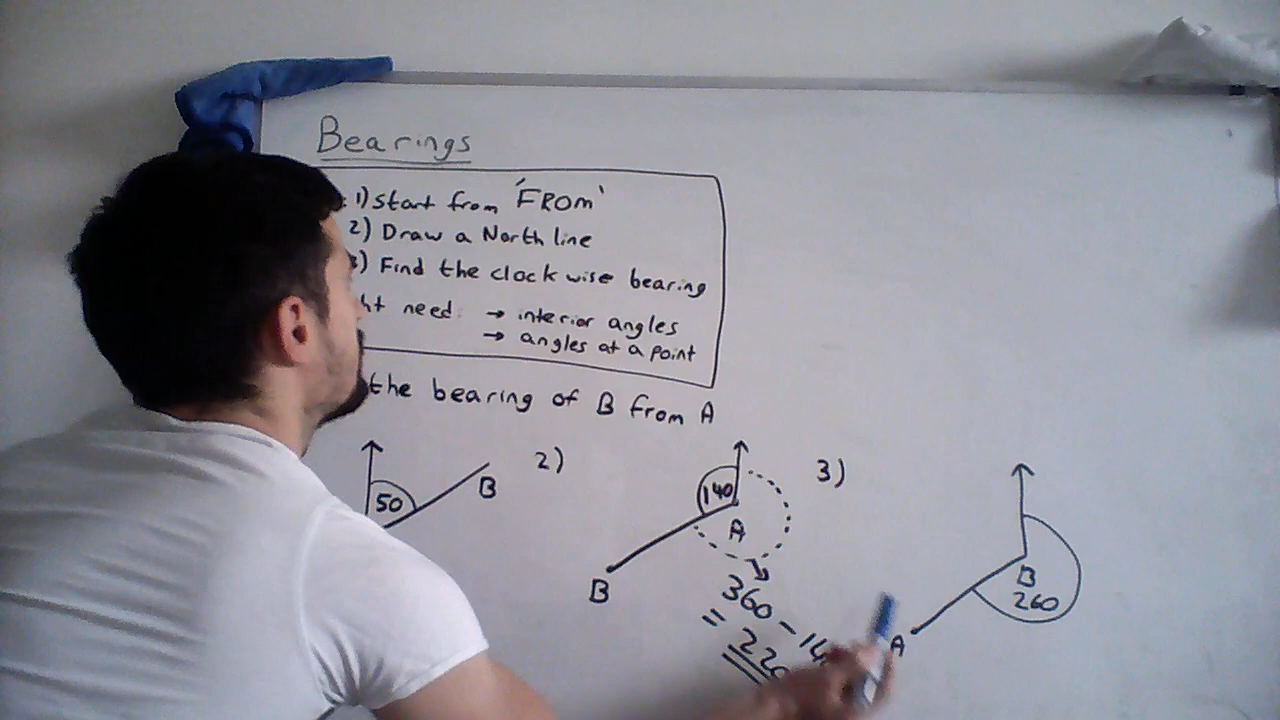 Bearings
1) Start from 'FROM'
2) Draw a North line
) Find the clockwise bearing
need → interior angles
→ angles at a point
the bearing of B from A
50
B
2)
140
A
B
360 - 14
= 220
3)
B
260
A